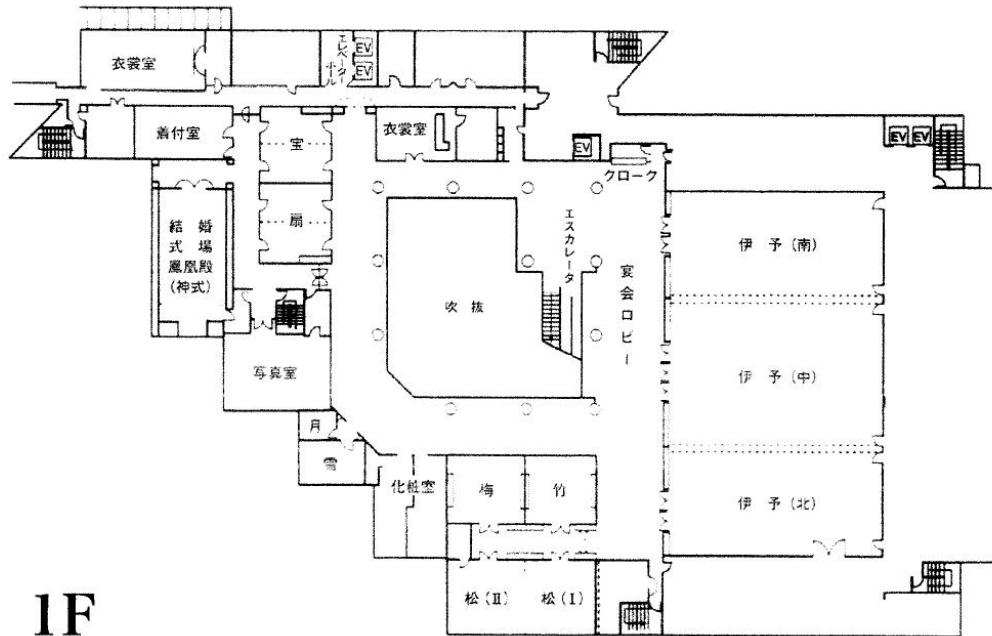 衣裳室
エレベーターホール
EV
EV
着付室
宝
衣裳室
EV
クローク
EV
EV
結婚
式場
鳳凰殿
(神式)
扇
エスカレータ
伊予(南)
吹抜
宴会ロビー
写真室
伊予(中)
月
雪
化粧室
梅
竹
伊予(北)
松(II)
松(I)
1F